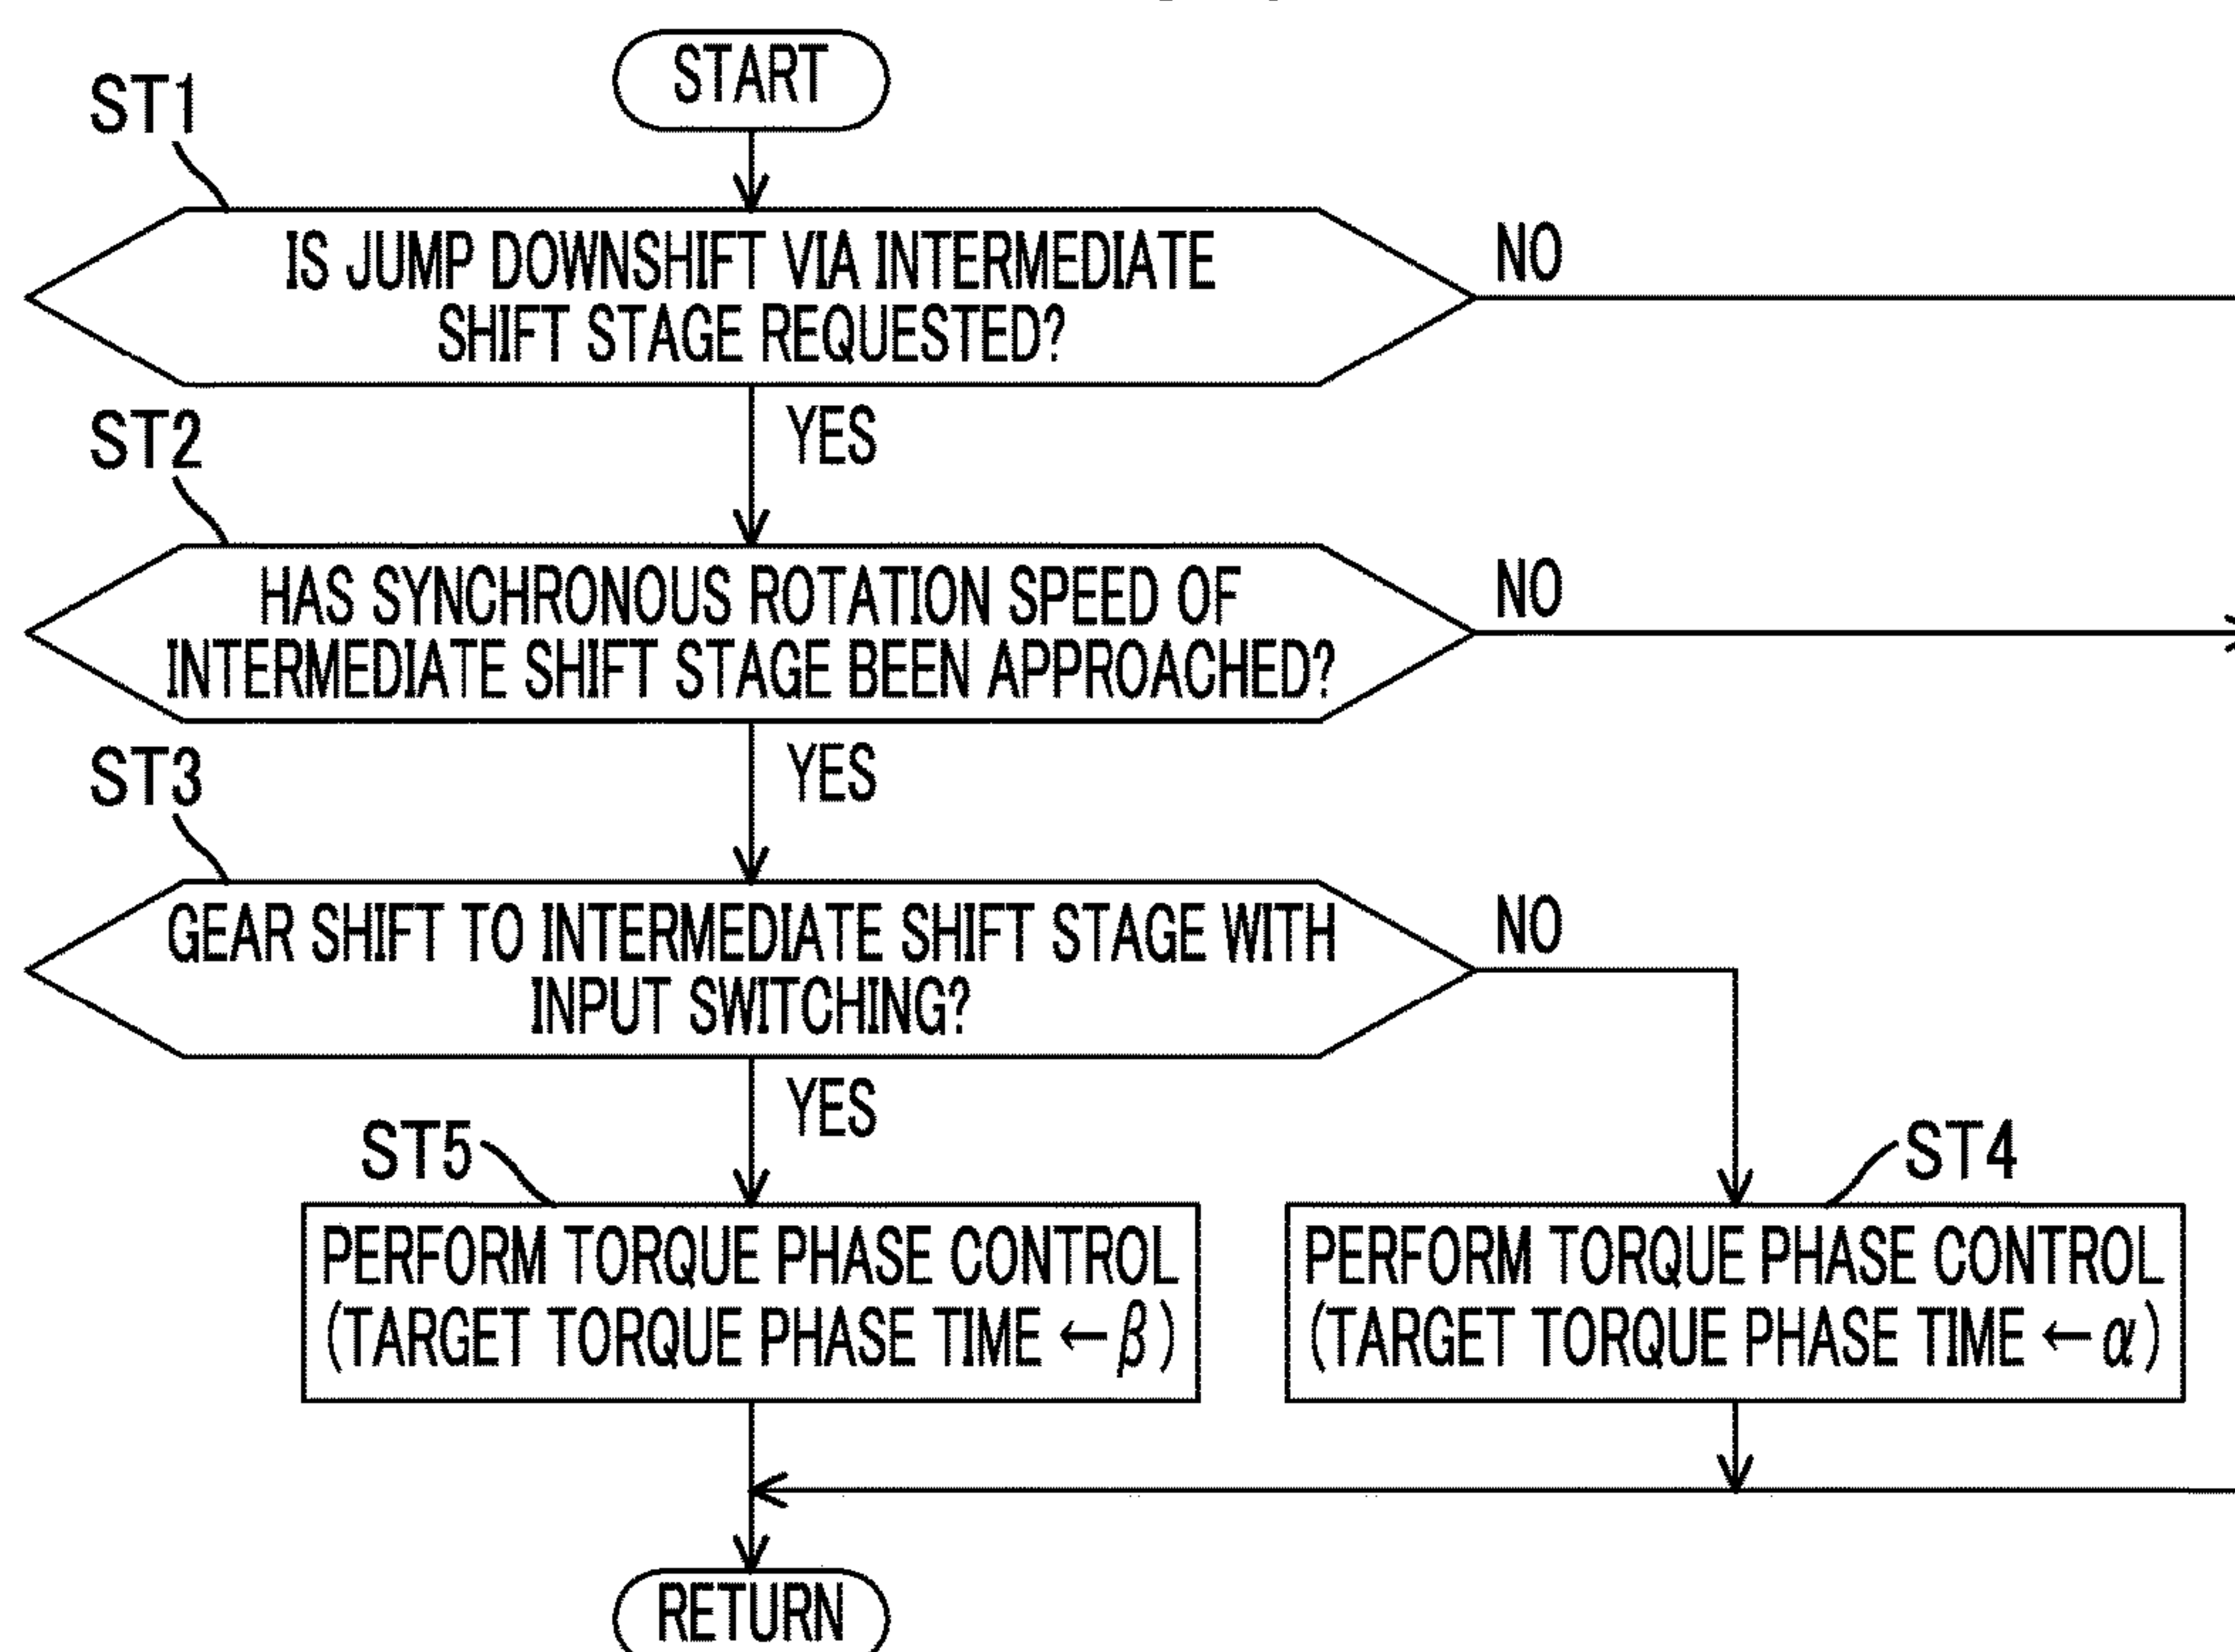 START
ST1
IS JUMP DOWNSHIFT VIA INTERMEDIATE
SHIFT STAGE REQUESTED?
NO
YES
ST2
HAS SYNCHRONOUS ROTATION SPEED OF
INTERMEDIATE SHIFT STAGE BEEN APPROACHED?
NO
YES
ST3
GEAR SHIFT TO INTERMEDIATE SHIFT STAGE WITH
INPUT SWITCHING?
NO
YES
ST5
PERFORM TORQUE PHASE CONTROL
(TARGET TORQUE PHASE TIME ← β)
ST4
PERFORM TORQUE PHASE CONTROL
(TARGET TORQUE PHASE TIME ← α)
RETURN